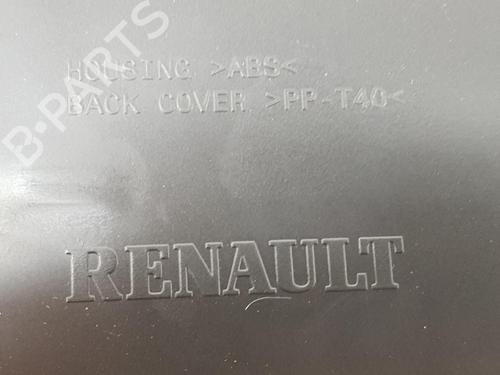 HOUSING >ABS<
BACK COVER >PP-T40<
B-PARTS
RENAULT